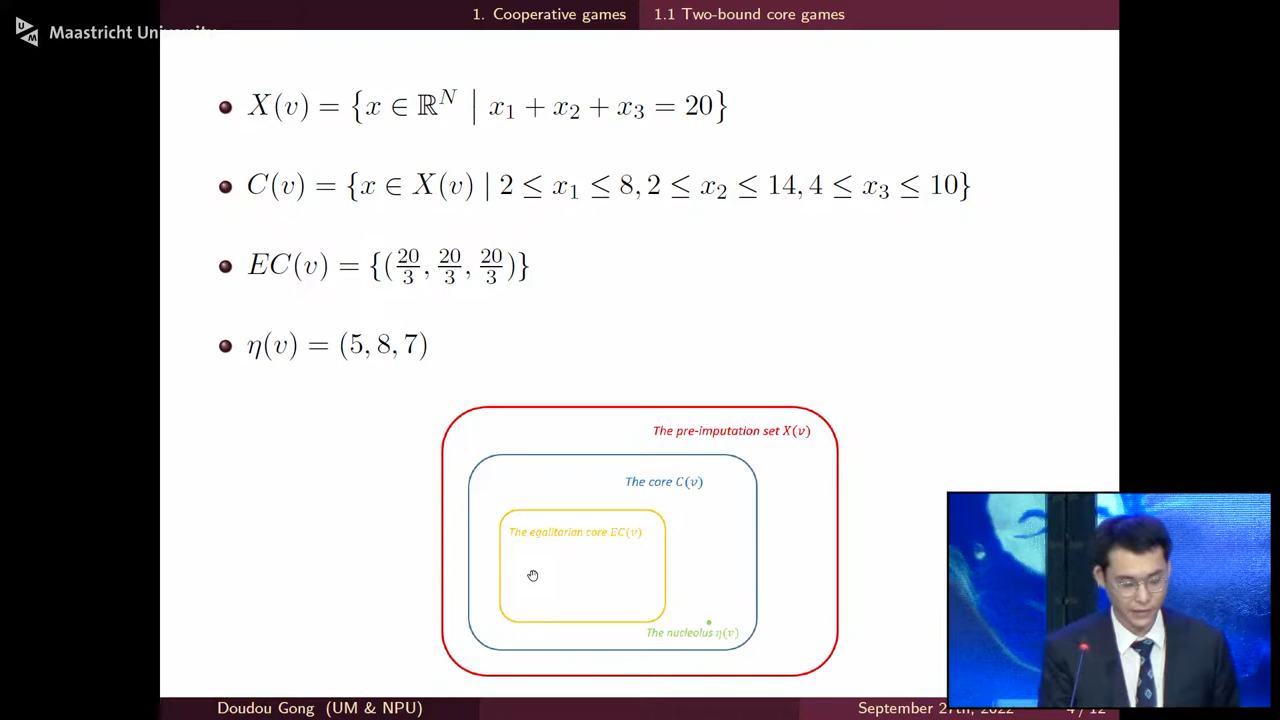 1. Cooperative games 1.1 Two-bound core games
Maastricht University
X(v) = {x ∈ ℝᴺ | x₁ + x₂ + x₃ = 20}
C(v) = {x ∈ X(v) | 2 ≤ x₁ ≤ 8, 2 ≤ x₂ ≤ 14, 4 ≤ x₃ ≤ 10}
EC(v) = {(20/3, 20/3, 20/3)}
η(v) = (5, 8, 7)
The pre-imputation set X(v)
The core C(v)
The egalitarian core EC(v)
The nucleolus η(v)
Doudou Gong (UM & NPU) September 27th, 2022 4 / 12